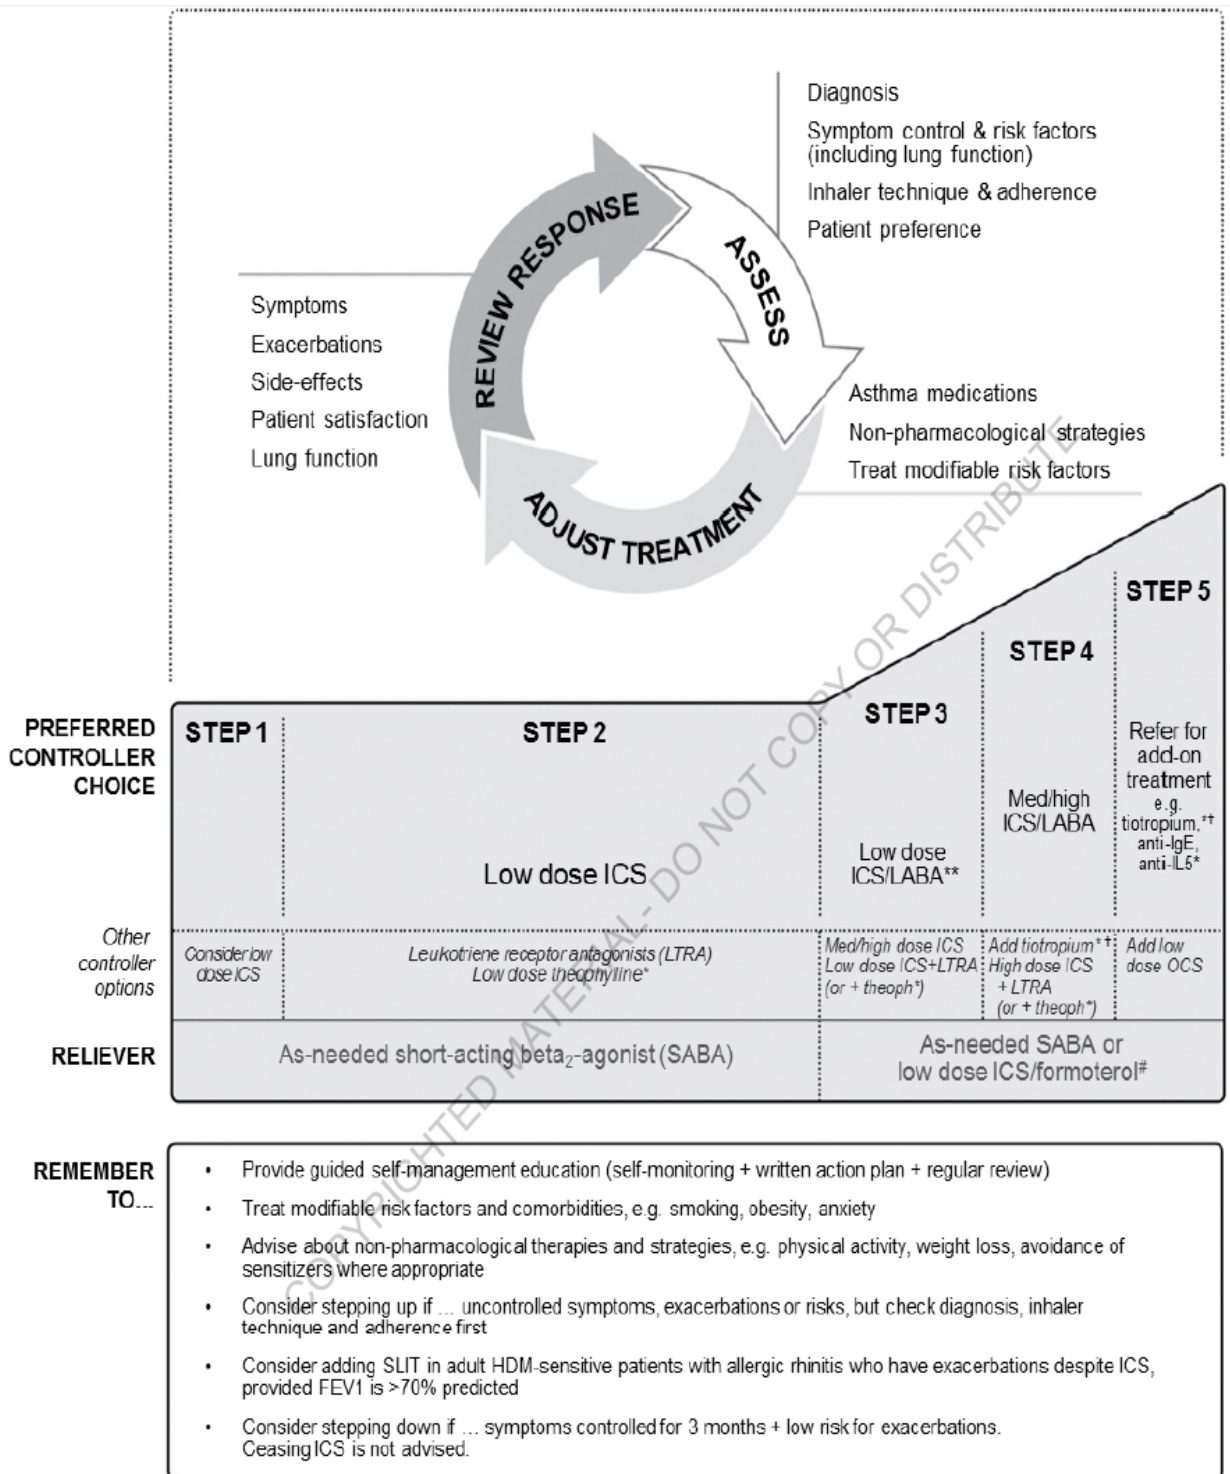 Diagnosis
Symptom control & risk factors
(including lung function)
Inhaler technique & adherence
Patient preference
REVIEW RESPONSE
ASSESS
ADJUST TREATMENT
Symptoms
Exacerbations
Side-effects
Patient satisfaction
Lung function
Asthma medications
Non-pharmacological strategies
Treat modifiable risk factors
PREFERRED
CONTROLLER
CHOICE
STEP 1
STEP 2
Low dose ICS
STEP 3
Low dose
ICS/LABA**
STEP 4
Med/high
ICS/LABA
STEP 5
Refer for
add-on
treatment
e.g.
tiotropium,*†
anti-IgE,
anti-IL5*
Other
controller
options
Consider low
dose ICS
Leukotriene receptor antagonists (LTRA)
Low dose theophylline*
Med/high dose ICS
Low dose ICS+LTRA
(or + theoph*)
Add tiotropium*†
High dose ICS
+ LTRA
(or + theoph*)
Add low
dose OCS
RELIEVER
As-needed short-acting beta₂-agonist (SABA)
As-needed SABA or
low dose ICS/formoterol#
REMEMBER
TO...
• Provide guided self-management education (self-monitoring + written action plan + regular review)
• Treat modifiable risk factors and comorbidities, e.g. smoking, obesity, anxiety
• Advise about non-pharmacological therapies and strategies, e.g. physical activity, weight loss, avoidance of
sensitizers where appropriate
• Consider stepping up if ... uncontrolled symptoms, exacerbations or risks, but check diagnosis, inhaler
technique and adherence first
• Consider adding SLIT in adult HDM-sensitive patients with allergic rhinitis who have exacerbations despite ICS,
provided FEV1 is >70% predicted
• Consider stepping down if ... symptoms controlled for 3 months + low risk for exacerbations.
Ceasing ICS is not advised.
COPYRIGHTED MATERIAL- DO NOT COPY OR DISTRIBUTE